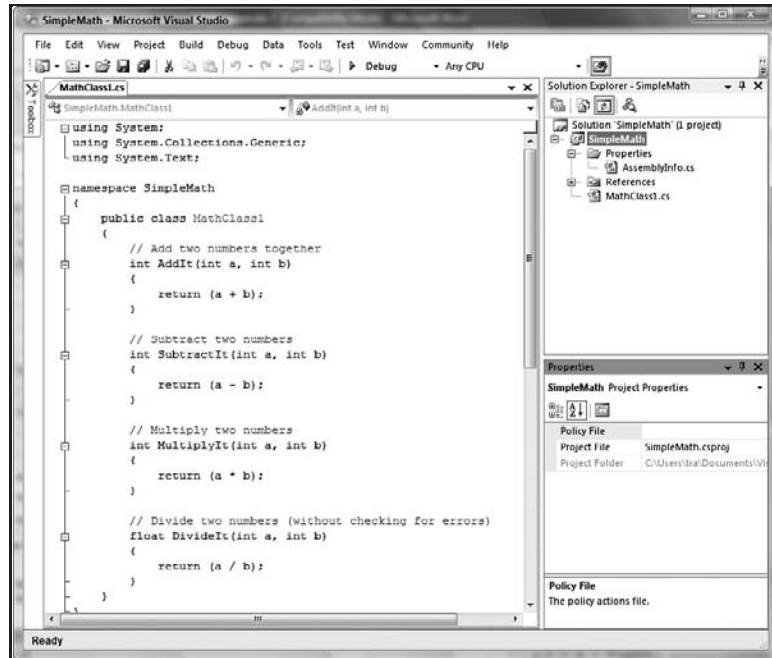 SimpleMath - Microsoft Visual Studio
File Edit View Project Build Debug Data Tools Test Window Community Help
Debug Any CPU
Toolbox
MathClass1.cs
SimpleMath.MathClass1 AddIt(int a, int b)
using System;
using System.Collections.Generic;
using System.Text;
namespace SimpleMath
{
public class MathClass1
{
// Add two numbers together
int AddIt(int a, int b)
{
return (a + b);
}
// Subtract two numbers
int SubtractIt(int a, int b)
{
return (a - b);
}
// Multiply two numbers
int MultiplyIt(int a, int b)
{
return (a * b);
}
// Divide two numbers (without checking for errors)
float DivideIt(int a, int b)
{
return (a / b);
}
}
}
Solution Explorer - SimpleMath
Solution 'SimpleMath' (1 project)
SimpleMath
Properties
AssemblyInfo.cs
References
MathClass1.cs
Properties
SimpleMath Project Properties
Policy File
Project File SimpleMath.csproj
Project Folder C:\Users\tra\Documents\Vis
Policy File
The policy actions file.
Ready